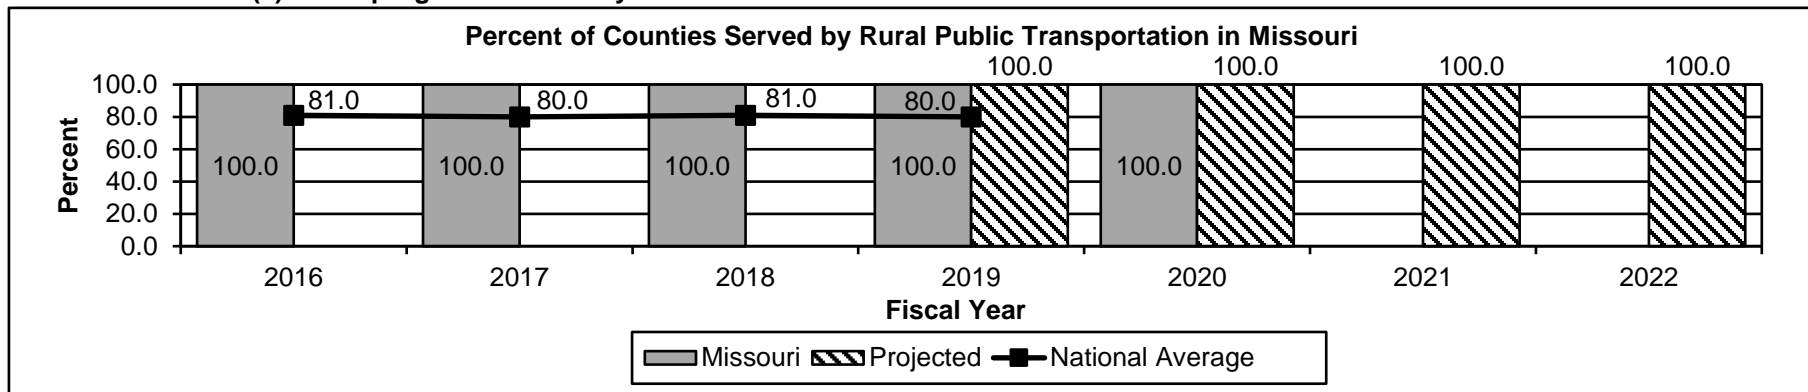 Percent of Counties Served by Rural Public Transportation in Missouri
100.0 100.0 100.0 100.0
100.0
80.0
60.0
40.0
20.0
0.0
Percent
81.0 80.0 81.0 80.0
100.0 100.0 100.0 100.0 100.0
2016 2017 2018 2019 2020 2021 2022
Fiscal Year
Missouri Projected National Average